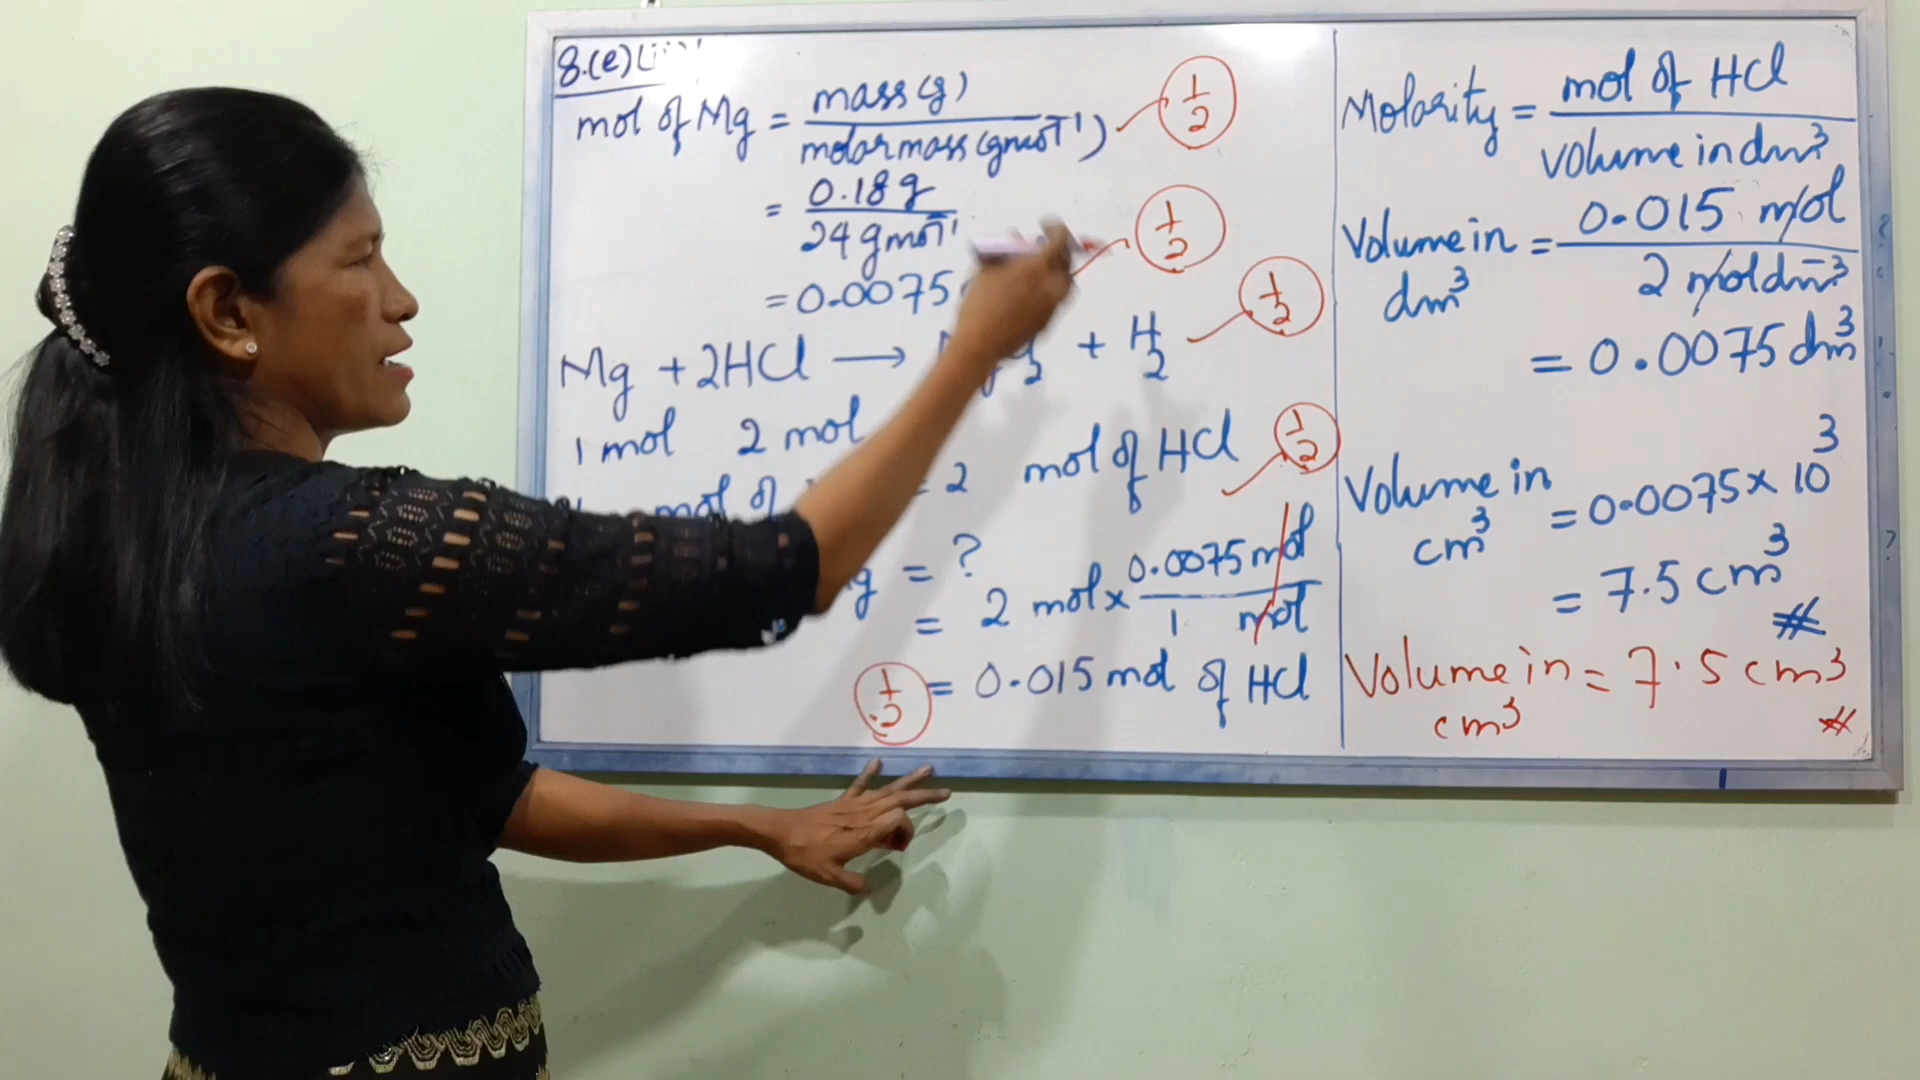 8.(e)(iii)
mol of Mg = mass (g) / molar mass (g mol⁻¹) ½
= 0.18 g / 24 g mol⁻¹
= 0.0075 ½
Mg + 2HCl → 2 + H₂ ½
1 mol 2 mol
mol of = 2 mol of HCl ½
g = ?
= 2 mol × 0.0075 mol / 1 mol
½ = 0.015 mol of HCl
Molarity = mol of HCl / volume in dm³
Volume in dm³ = 0.015 mol / 2 mol dm⁻³
= 0.0075 dm³
Volume in cm³ = 0.0075 × 10³
= 7.5 cm³ #
Volume in cm³ = 7.5 cm³ #